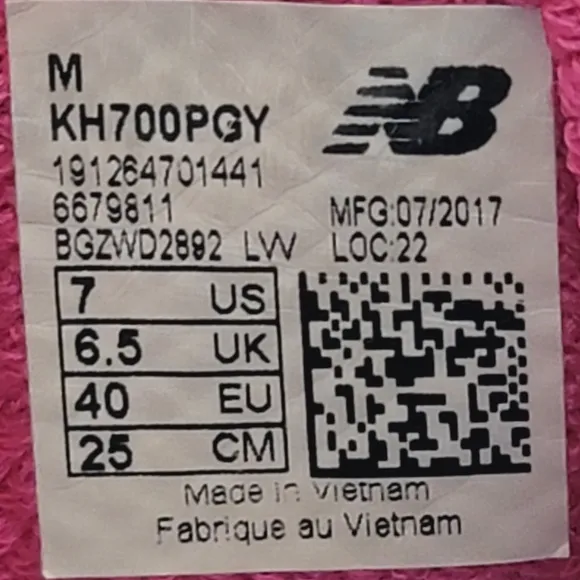 M
KH700PGY
NB
191264701441
6679811
MFG:07/2017
BGZWD2892 LW
LOC:22
7 US
6.5 UK
40 EU
25 CM
Made in Vietnam
Fabrique au Vietnam